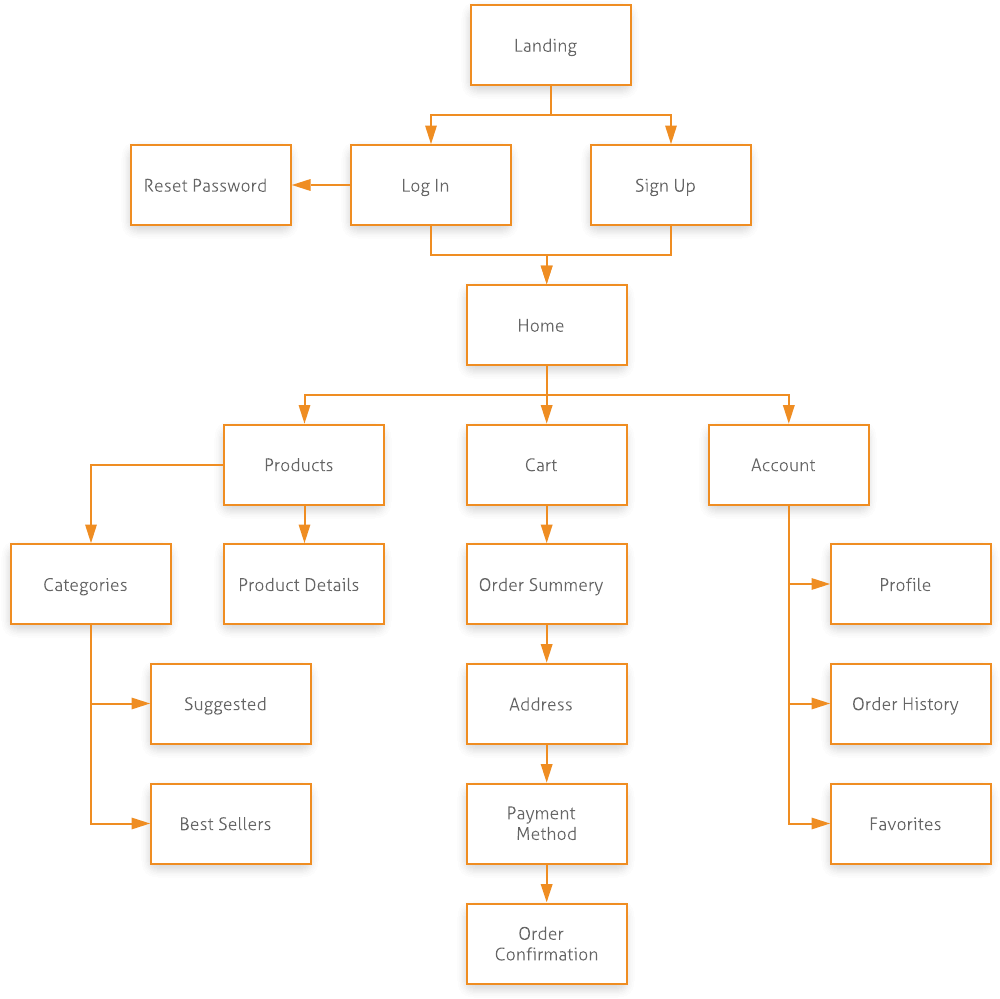 Landing
Reset Password
Log In
Sign Up
Home
Products
Cart
Account
Categories
Product Details
Order Summery
Profile
Suggested
Address
Order History
Best Sellers
Payment
Method
Favorites
Order
Confirmation